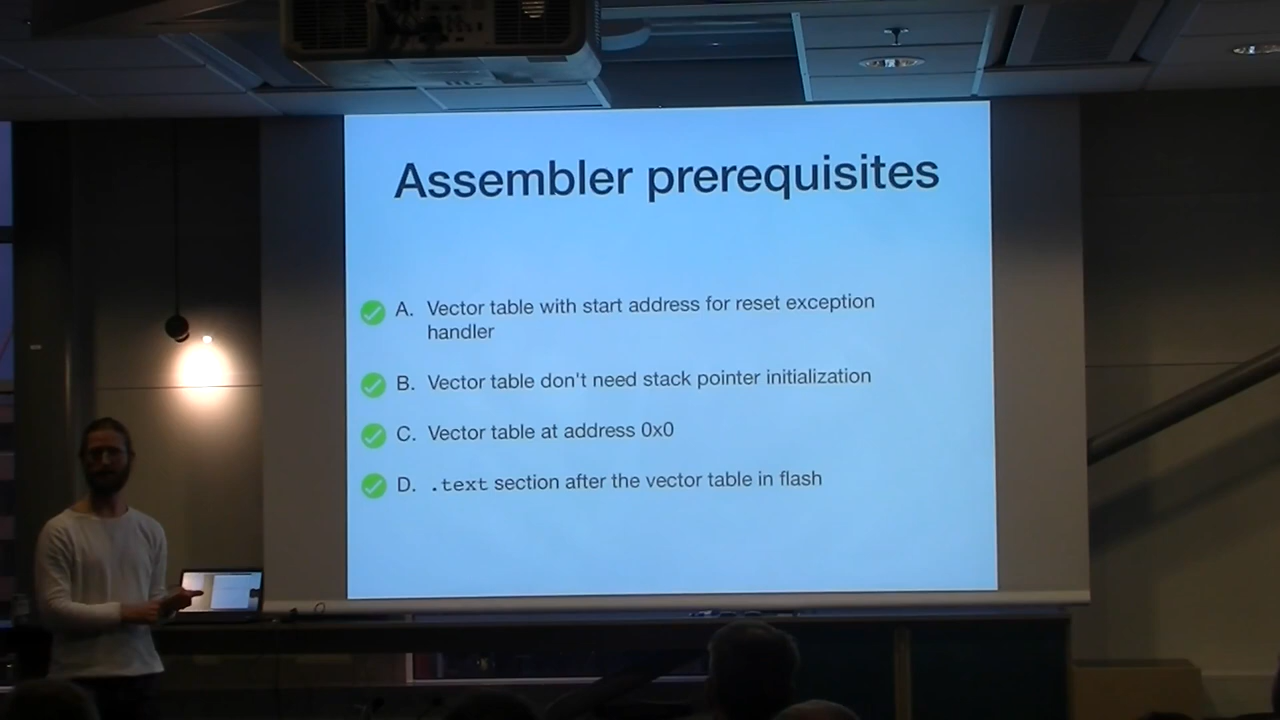 Assembler prerequisites
A. Vector table with start address for reset exception
handler
B. Vector table don't need stack pointer initialization
C. Vector table at address 0x0
D. .text section after the vector table in flash